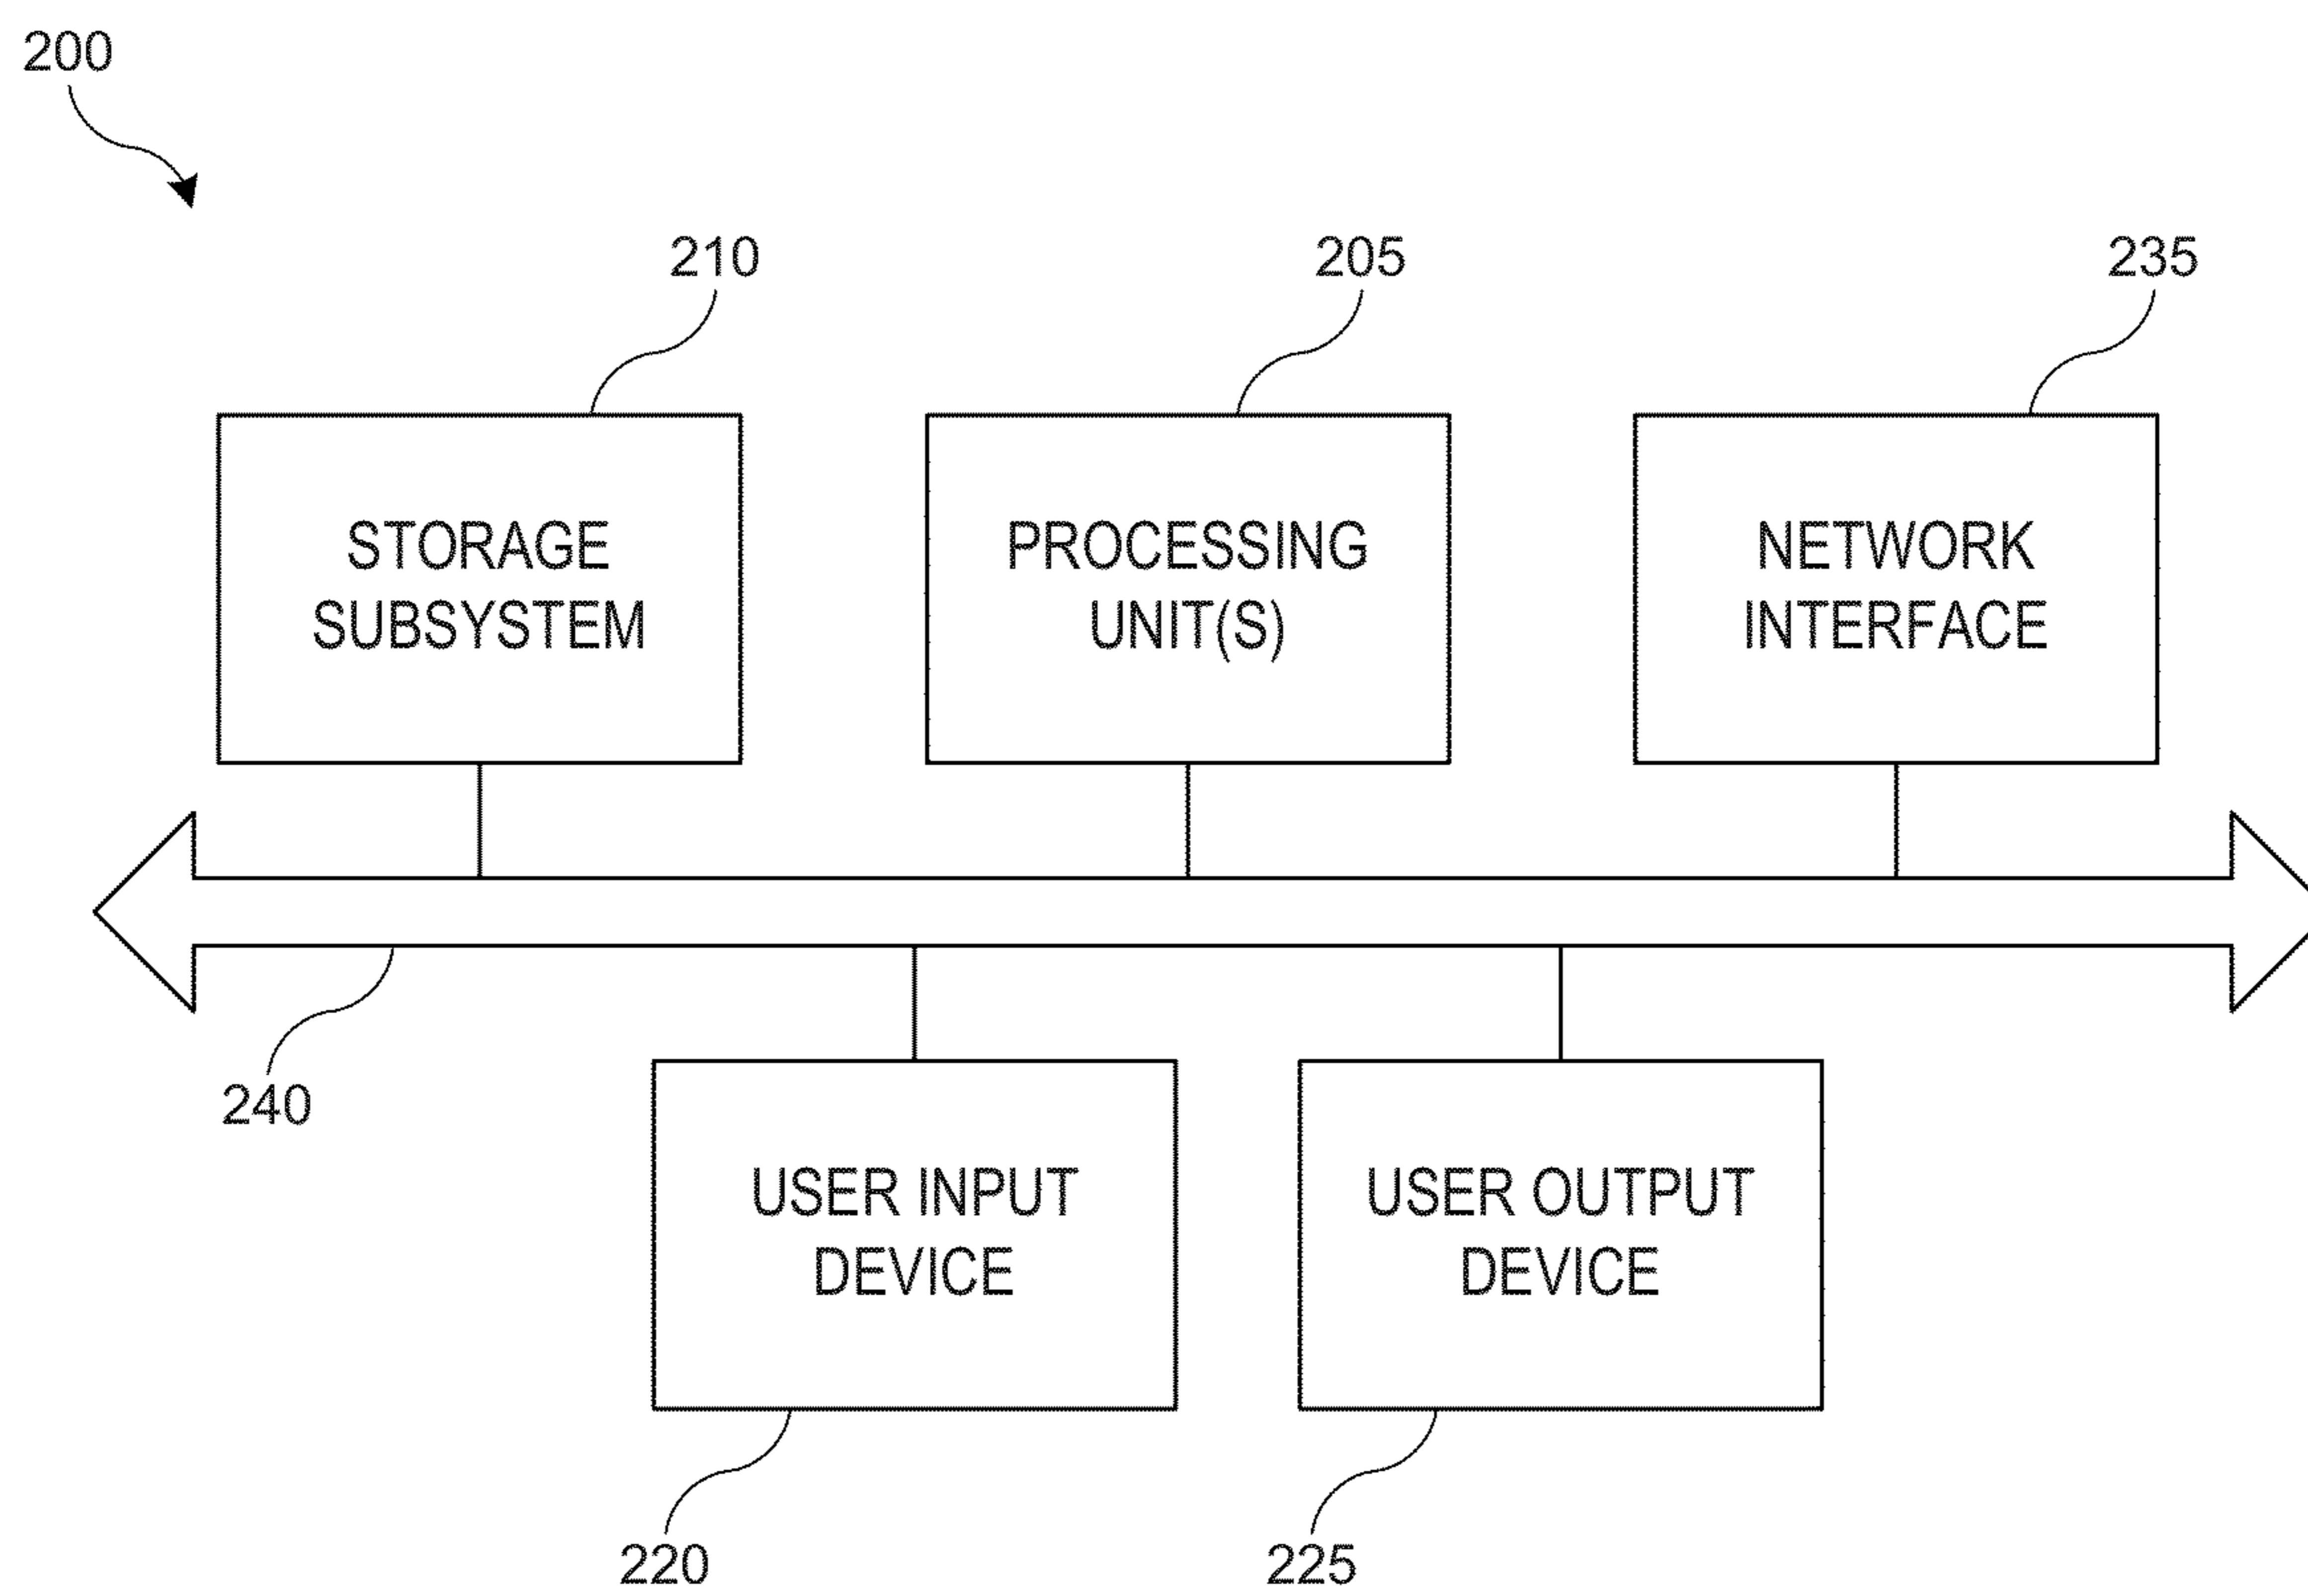 200
210
205
235
STORAGE
SUBSYSTEM
PROCESSING
UNIT(S)
NETWORK
INTERFACE
240
USER INPUT
DEVICE
USER OUTPUT
DEVICE
220
225